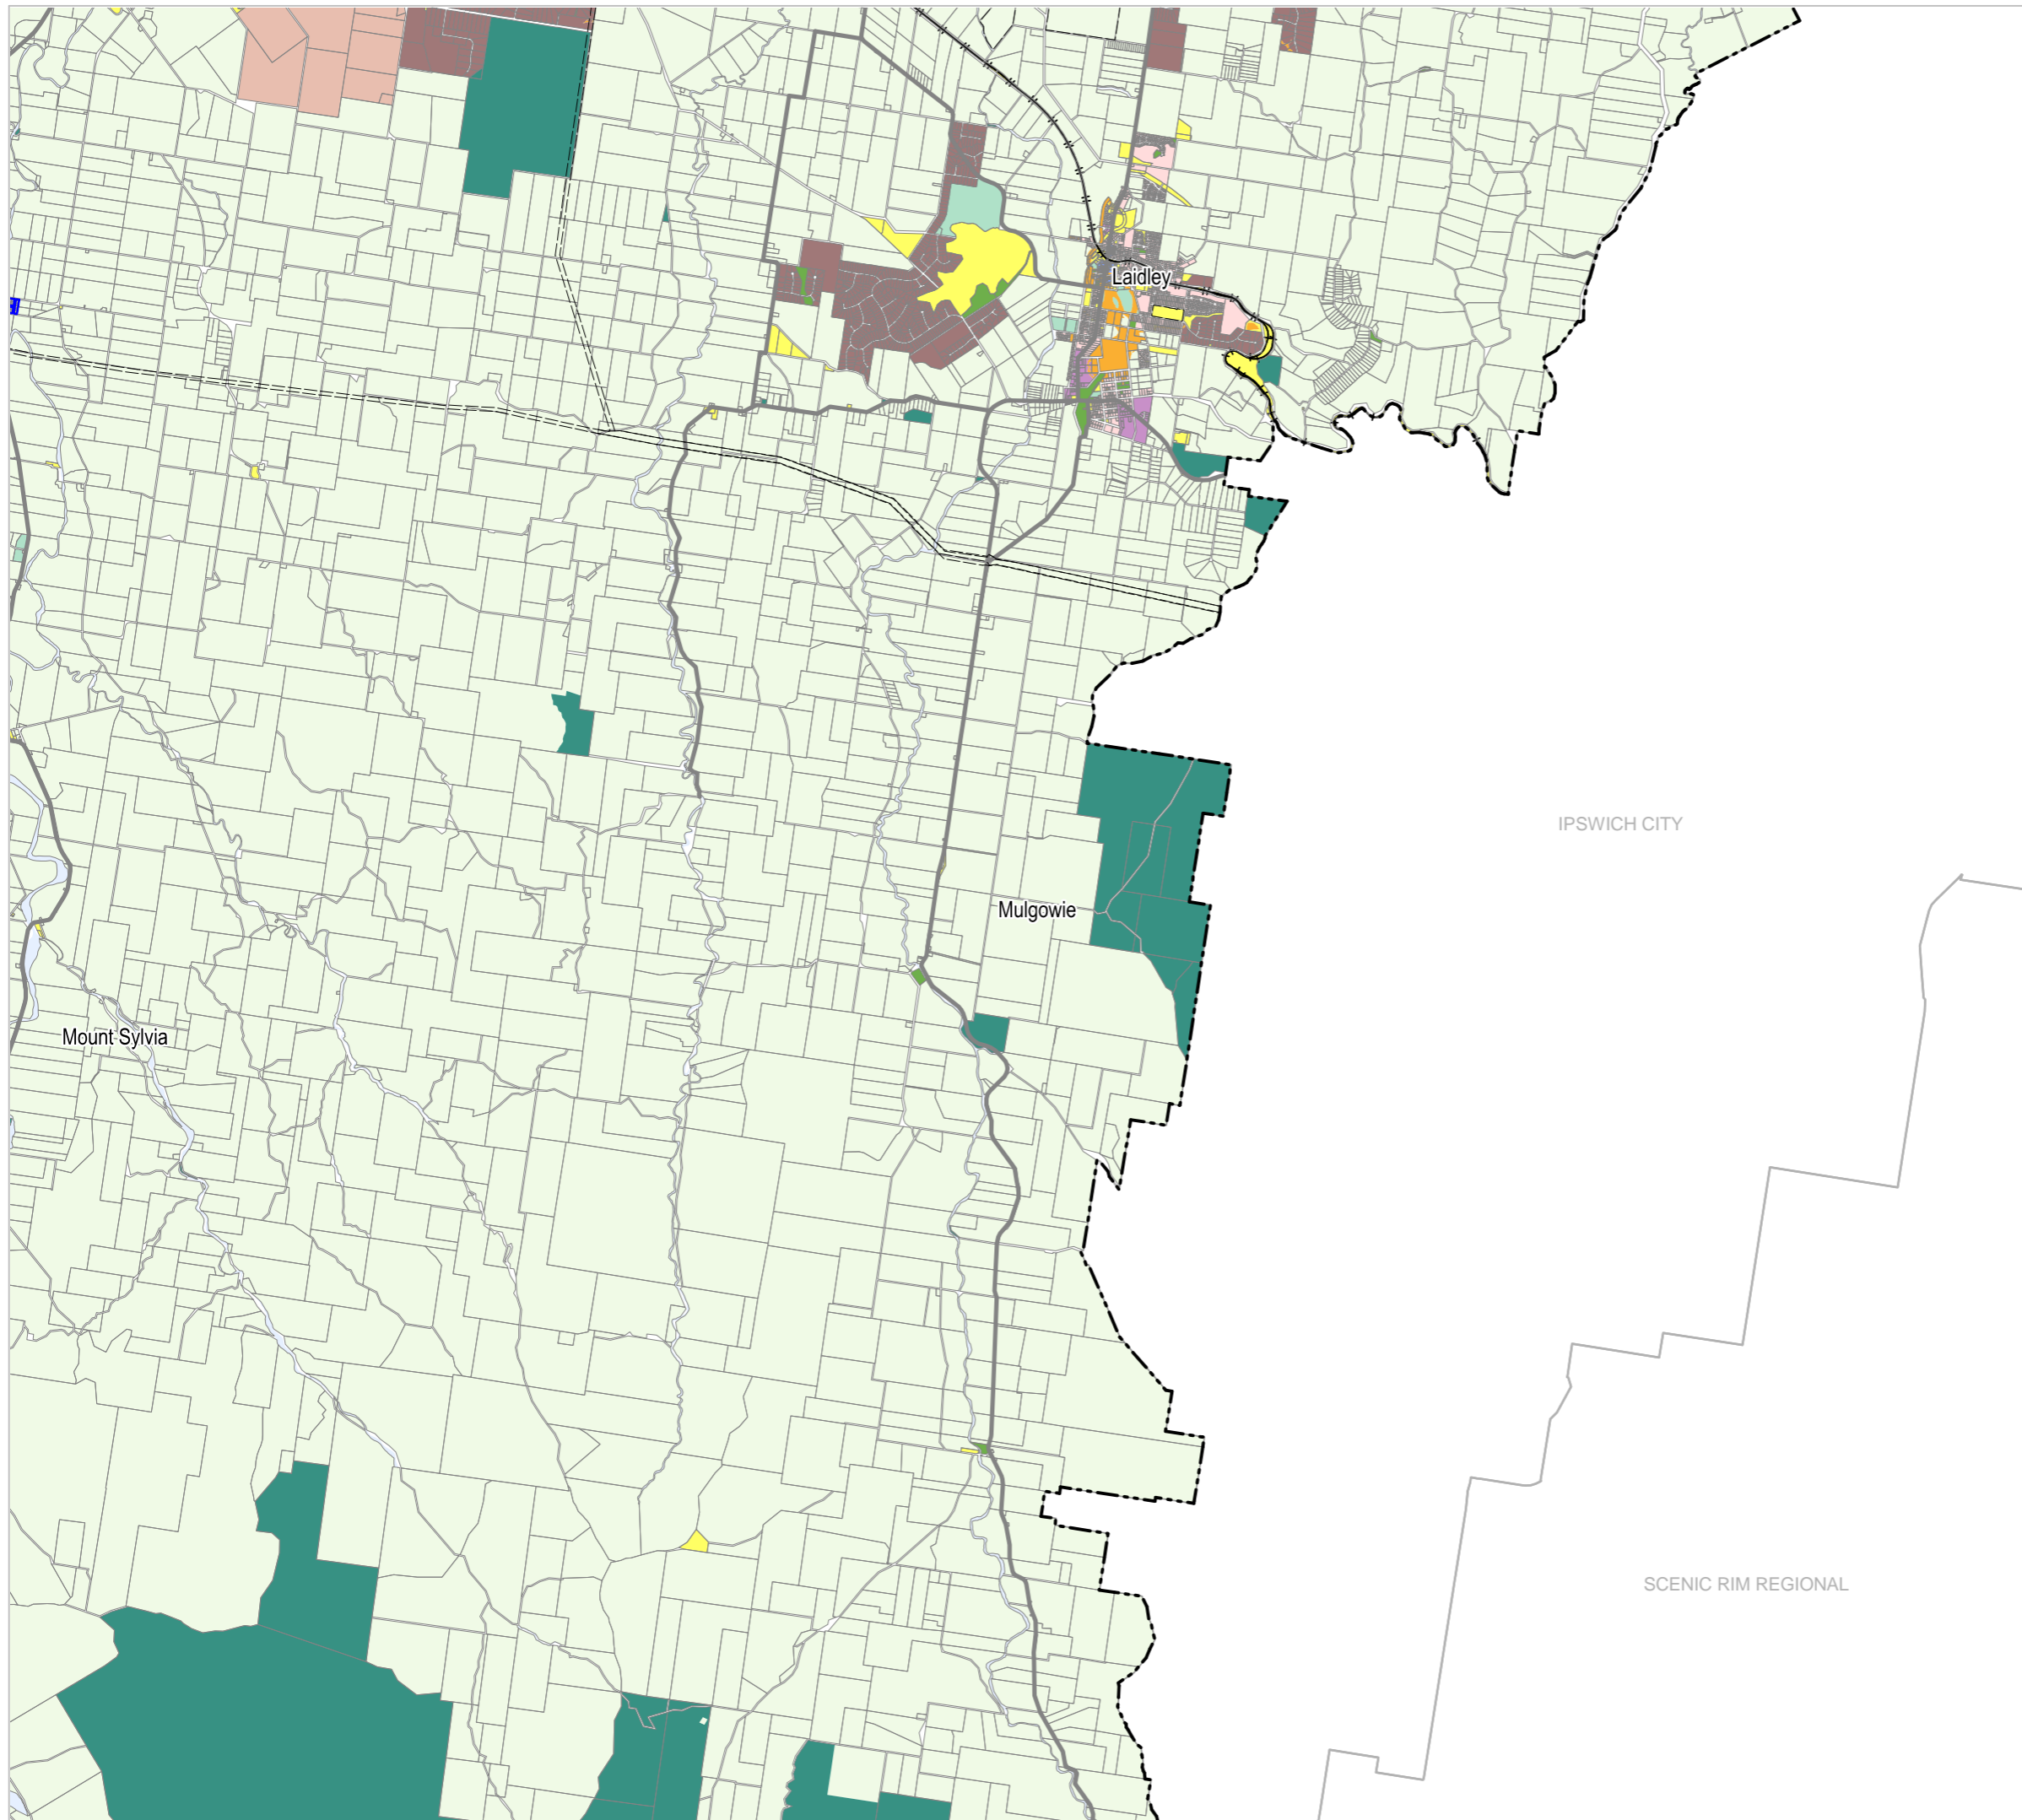 Laidley
IPSWICH CITY
Mulgowie
Mount Sylvia
SCENIC RIM REGIONAL